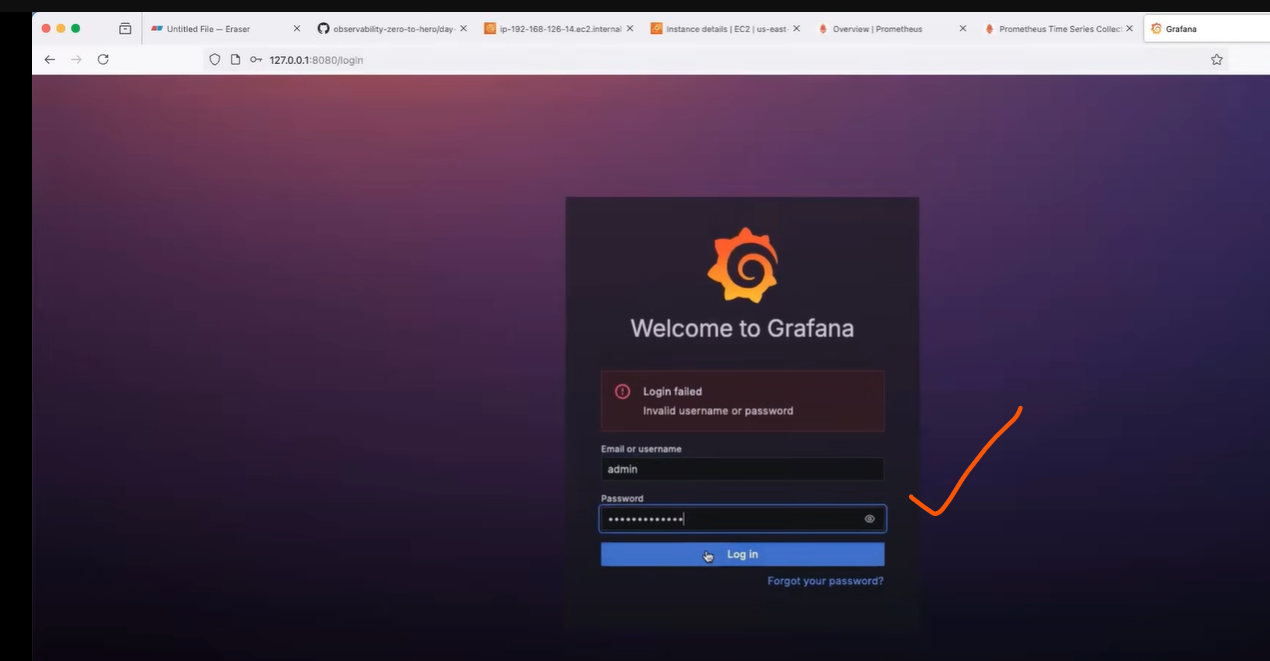 Untitled File — Eraser
observability-zero-to-hero/day-
ip-192-168-126-14.ec2.internal
Instance details | EC2 | us-east-
Overview | Prometheus
Prometheus Time Series Collect
Grafana
127.0.0.1:8080/login
Welcome to Grafana
Login failed
Invalid username or password
Email or username
admin
Password
Log in
Forgot your password?